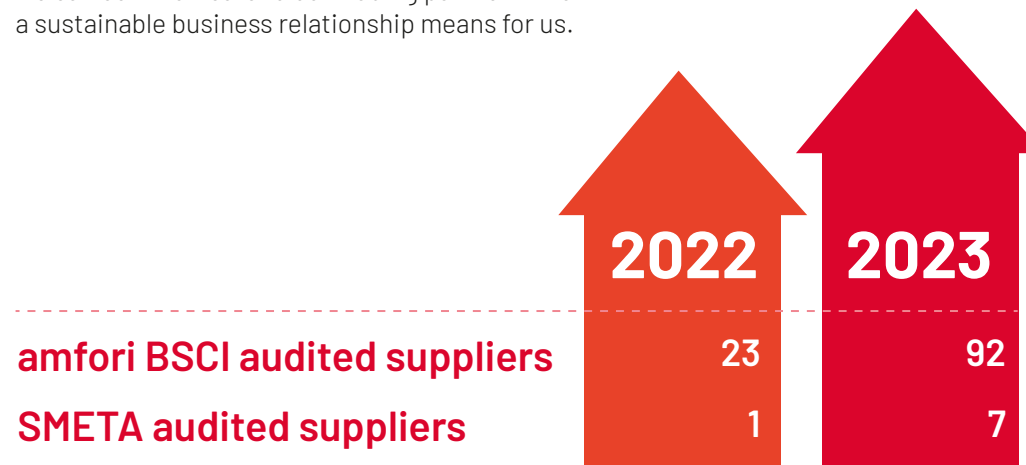 a sustainable business relationship means for us.
2022 2023
amfori BSCI audited suppliers 23 92
SMETA audited suppliers 1 7